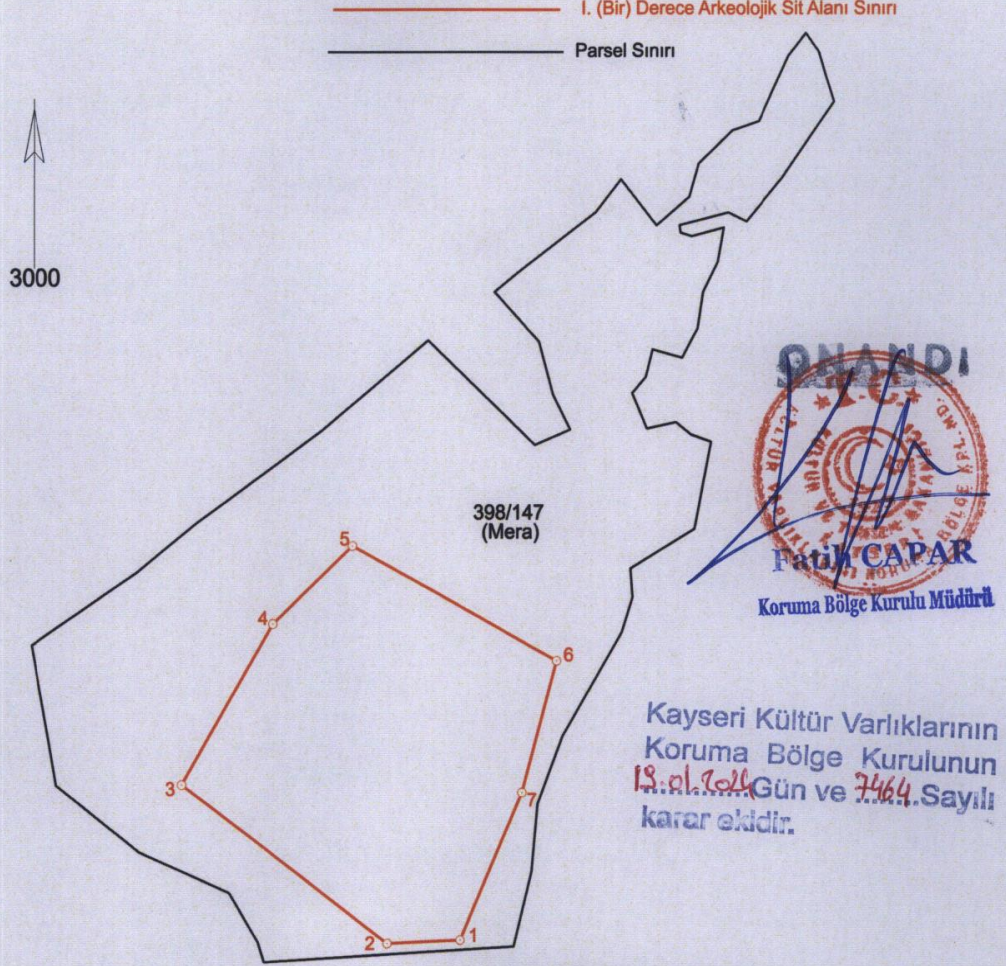 I. (Bir) Derece Arkeolojik Sit Alanı Sınırı
Parsel Sınırı
3000
398/147
(Mera)
5
4
6
3
7
2
1
ONANDI
T.C.
Fatih ÇAPAR
Koruma Bölge Kurulu Müdürü
Kayseri Kültür Varlıklarının
Koruma Bölge Kurulunun
Gün ve 7464 Sayılı
karar ekidir.